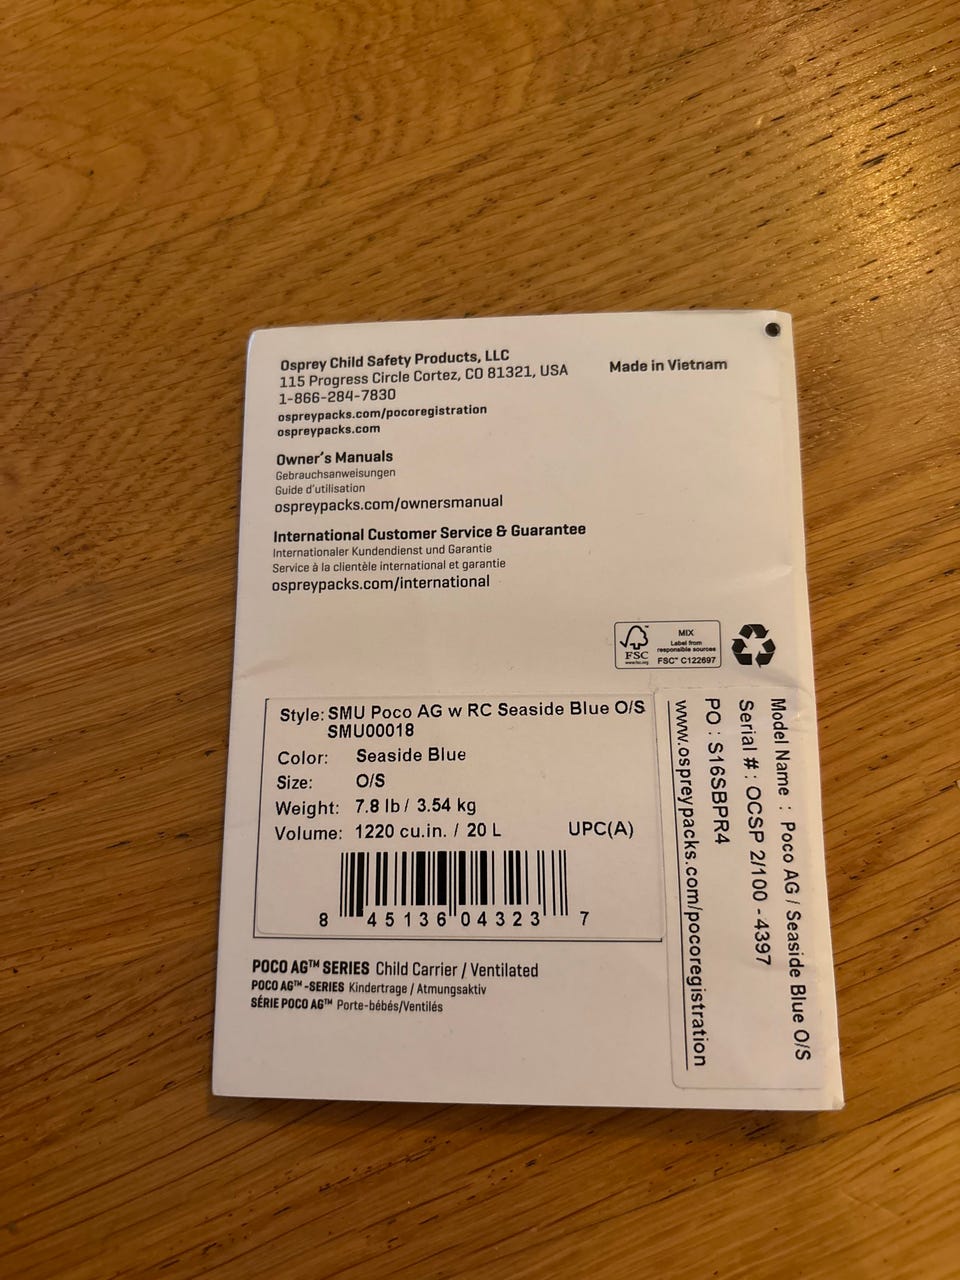 Osprey Child Safety Products, LLC
115 Progress Circle Cortez, CO 81321, USA
1-866-284-7830
ospreypacks.com/pocoregistration
ospreypacks.com
Made in Vietnam
Owner's Manuals
Gebrauchsanweisungen
Guide d'utilisation
ospreypacks.com/ownersmanual
International Customer Service & Guarantee
Internationaler Kundendienst und Garantie
Service à la clientèle international et garantie
ospreypacks.com/international
FSC™
www.fsc.org
MIX
Label from
responsible sources
FSC™ C122697
Style: SMU Poco AG w RC Seaside Blue O/S
SMU00018
Color: Seaside Blue
Size: O/S
Weight: 7.8 lb / 3.54 kg
Volume: 1220 cu.in. / 20 L UPC(A)
8 45136 04323 7
Model Name : Poco AG / Seaside Blue O/S
Serial # : OCSP 2/100 - 4397
PO : S16SBPR4
www.ospreypacks.com/pocoregistration
POCO AG™ SERIES Child Carrier / Ventilated
POCO AG™ -SERIES Kindertrage / Atmungsaktiv
SÉRIE POCO AG™ Porte-bébés/Ventilés